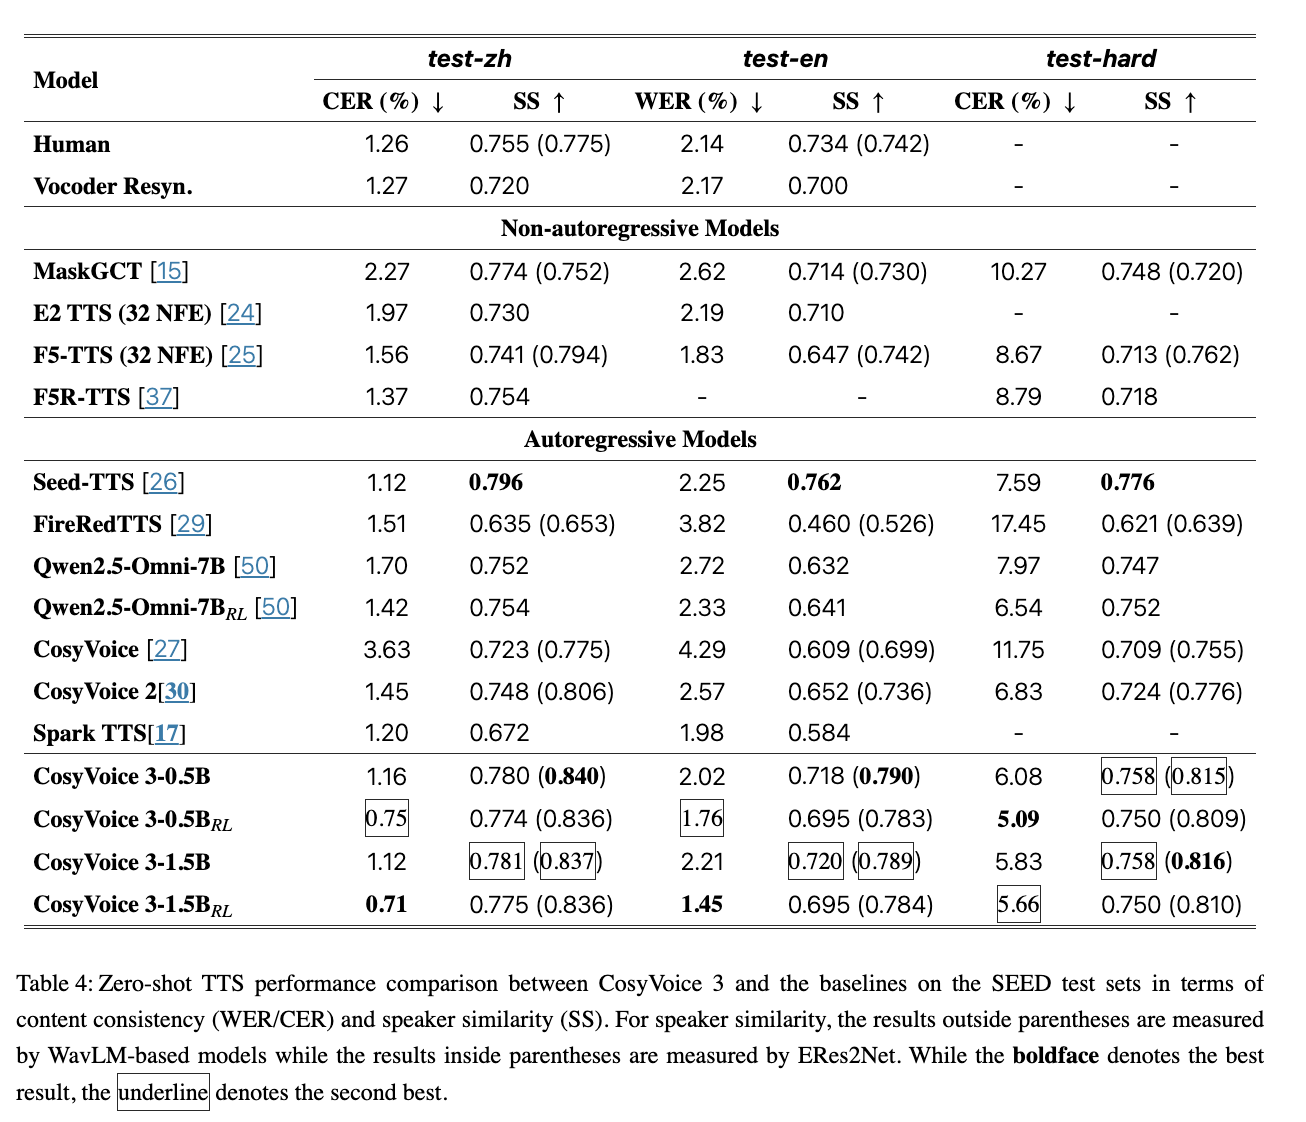 Model test-zh test-en test-hard
CER (%) ↓ SS ↑ WER (%) ↓ SS ↑ CER (%) ↓ SS ↑
Human 1.26 0.755 (0.775) 2.14 0.734 (0.742) - -
Vocoder Resyn. 1.27 0.720 2.17 0.700 - -
Non-autoregressive Models
MaskGCT [15] 2.27 0.774 (0.752) 2.62 0.714 (0.730) 10.27 0.748 (0.720)
E2 TTS (32 NFE) [24] 1.97 0.730 2.19 0.710 - -
F5-TTS (32 NFE) [25] 1.56 0.741 (0.794) 1.83 0.647 (0.742) 8.67 0.713 (0.762)
F5R-TTS [37] 1.37 0.754 - - 8.79 0.718
Autoregressive Models
Seed-TTS [26] 1.12 0.796 2.25 0.762 7.59 0.776
FireRedTTS [29] 1.51 0.635 (0.653) 3.82 0.460 (0.526) 17.45 0.621 (0.639)
Qwen2.5-Omni-7B [50] 1.70 0.752 2.72 0.632 7.97 0.747
Qwen2.5-Omni-7BRL [50] 1.42 0.754 2.33 0.641 6.54 0.752
CosyVoice [27] 3.63 0.723 (0.775) 4.29 0.609 (0.699) 11.75 0.709 (0.755)
CosyVoice 2[30] 1.45 0.748 (0.806) 2.57 0.652 (0.736) 6.83 0.724 (0.776)
Spark TTS[17] 1.20 0.672 1.98 0.584 - -
CosyVoice 3-0.5B 1.16 0.780 (0.840) 2.02 0.718 (0.790) 6.08 0.758 (0.815)
CosyVoice 3-0.5BRL 0.75 0.774 (0.836) 1.76 0.695 (0.783) 5.09 0.750 (0.809)
CosyVoice 3-1.5B 1.12 0.781 (0.837) 2.21 0.720 (0.789) 5.83 0.758 (0.816)
CosyVoice 3-1.5BRL 0.71 0.775 (0.836) 1.45 0.695 (0.784) 5.66 0.750 (0.810)
Table 4: Zero-shot TTS performance comparison between CosyVoice 3 and the baselines on the SEED test sets in terms of
content consistency (WER/CER) and speaker similarity (SS). For speaker similarity, the results outside parentheses are measured
by WavLM-based models while the results inside parentheses are measured by ERes2Net. While the boldface denotes the best
result, the underline denotes the second best.